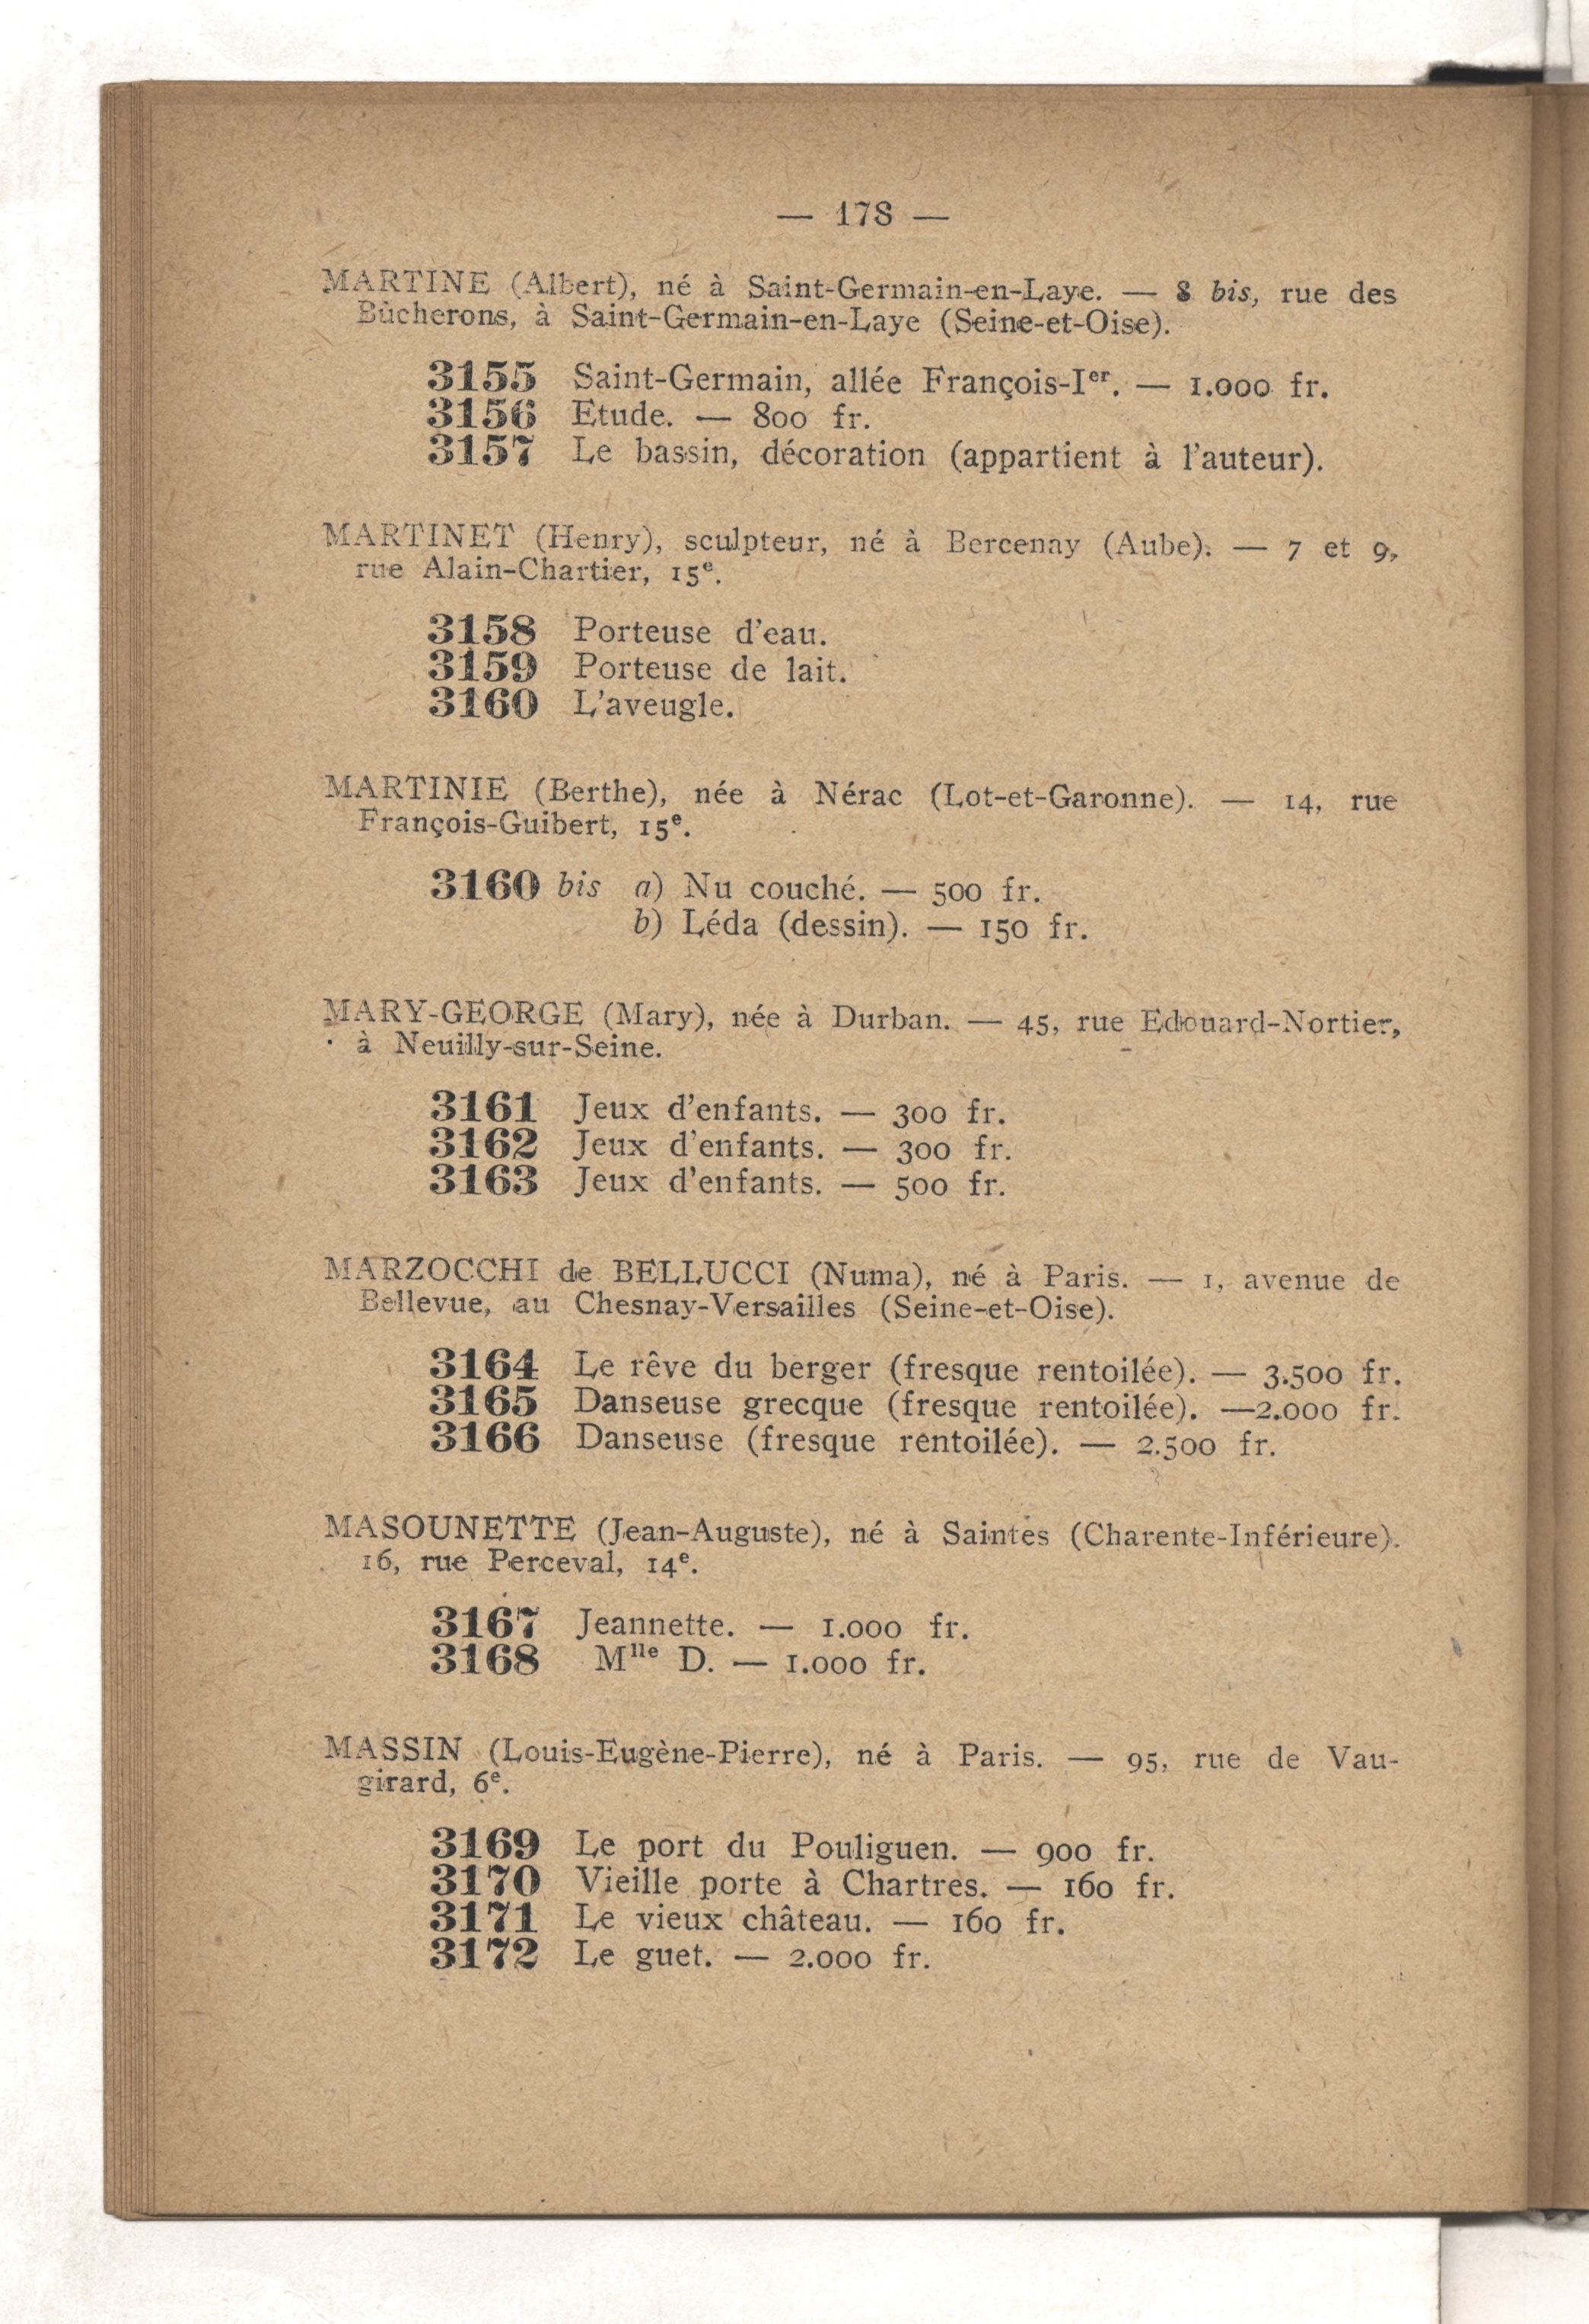 — 178 —
MARTINE (Albert), né à Saint-Germain-en-Laye. — 8 bis, rue des
Bûcherons, à Saint-Germain-en-Laye (Seine-et-Oise).
3155 Saint-Germain, allée François-Ier. — 1.000 fr.
3156 Etude. — 800 fr.
3157 Le bassin, décoration (appartient à l'auteur).
MARTINET (Henry), sculpteur, né à Bercenay (Aube). — 7 et 9,
rue Alain-Chartier, 15e.
3158 Porteuse d'eau.
3159 Porteuse de lait.
3160 L'aveugle.
MARTINIE (Berthe), née à Nérac (Lot-et-Garonne). — 14, rue
François-Guibert, 15e.
3160 bis a) Nu couché. — 500 fr.
b) Léda (dessin). — 150 fr.
MARY-GEORGE (Mary), née à Durban. — 45, rue Edouard-Nortier,
à Neuilly-sur-Seine.
3161 Jeux d'enfants. — 300 fr.
3162 Jeux d'enfants. — 300 fr.
3163 Jeux d'enfants. — 500 fr.
MARZOCCHI de BELLUCCI (Numa), né à Paris. — 1, avenue de
Bellevue, au Chesnay-Versailles (Seine-et-Oise).
3164 Le rêve du berger (fresque rentoilée). — 3.500 fr.
3165 Danseuse grecque (fresque rentoilée). —2.000 fr.
3166 Danseuse (fresque rentoilée). — 2.500 fr.
MASOUNETTE (Jean-Auguste), né à Saintes (Charente-Inférieure).
16, rue Perceval, 14e.
3167 Jeannette. — 1.000 fr.
3168 Mlle D. — 1.000 fr.
MASSIN (Louis-Eugène-Pierre), né à Paris. — 95, rue de Vau-
girard, 6e.
3169 Le port du Pouliguen. — 900 fr.
3170 Vieille porte à Chartres. — 160 fr.
3171 Le vieux château. — 160 fr.
3172 Le guet. — 2.000 fr.